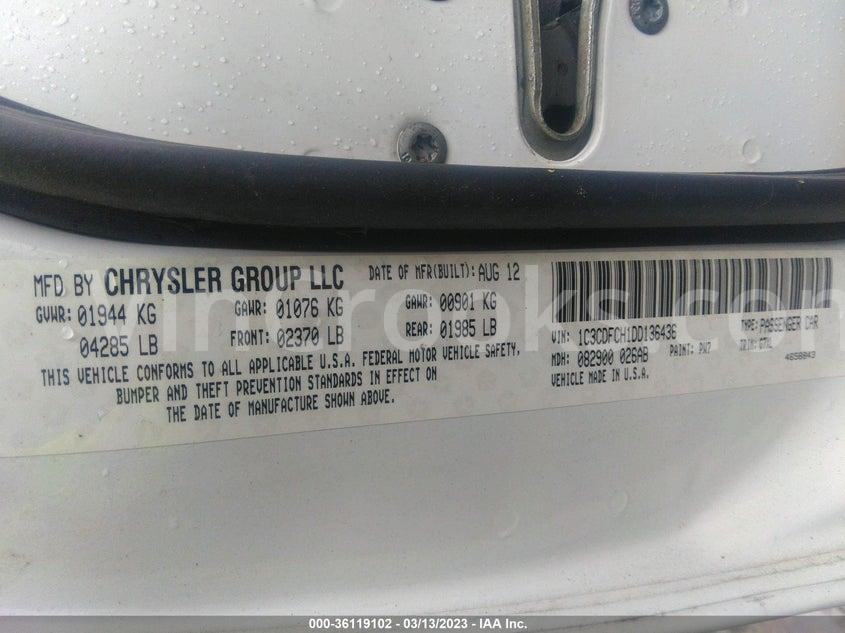 MFD BY CHRYSLER GROUP LLC
DATE OF MFR(BUILT): AUG 12
GVWR: 01944 KG GAWR: 01076 KG GAWR: 00901 KG
04285 LB FRONT: 02370 LB REAR: 01985 LB
THIS VEHICLE CONFORMS TO ALL APPLICABLE U.S.A. FEDERAL MOTOR VEHICLE SAFETY,
BUMPER AND THEFT PREVENTION STANDARDS IN EFFECT ON
THE DATE OF MANUFACTURE SHOWN ABOVE.
VIN: 1C3CDFCH1DD136436 TYPE: PASSENGER CAR
MDH: 082900 026AB PAINT: PW7 TRIM:
VEHICLE MADE IN U.S.A. 4658843
000-36119102 - 03/13/2023 - IAA Inc.